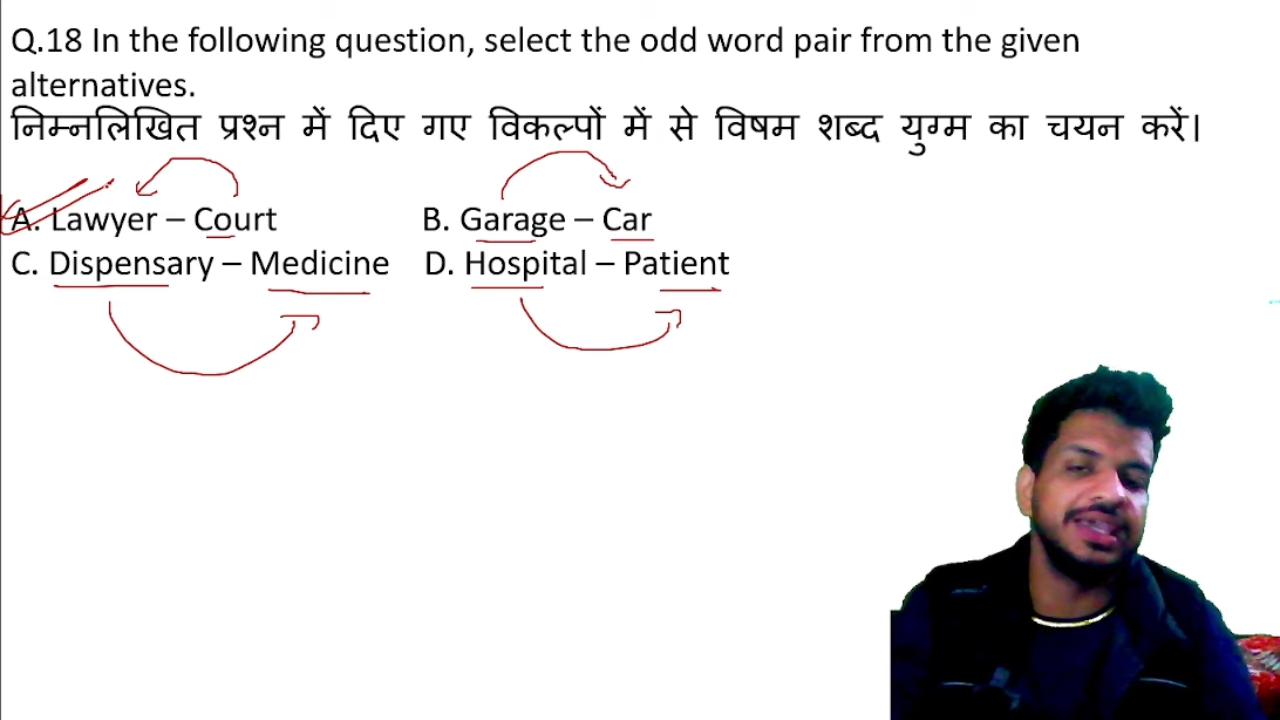 Q.18 In the following question, select the odd word pair from the given
alternatives.
निम्नलिखित प्रश्न में दिए गए विकल्पों में से विषम शब्द युग्म का चयन करें।
A. Lawyer – Court B. Garage – Car
C. Dispensary – Medicine D. Hospital – Patient